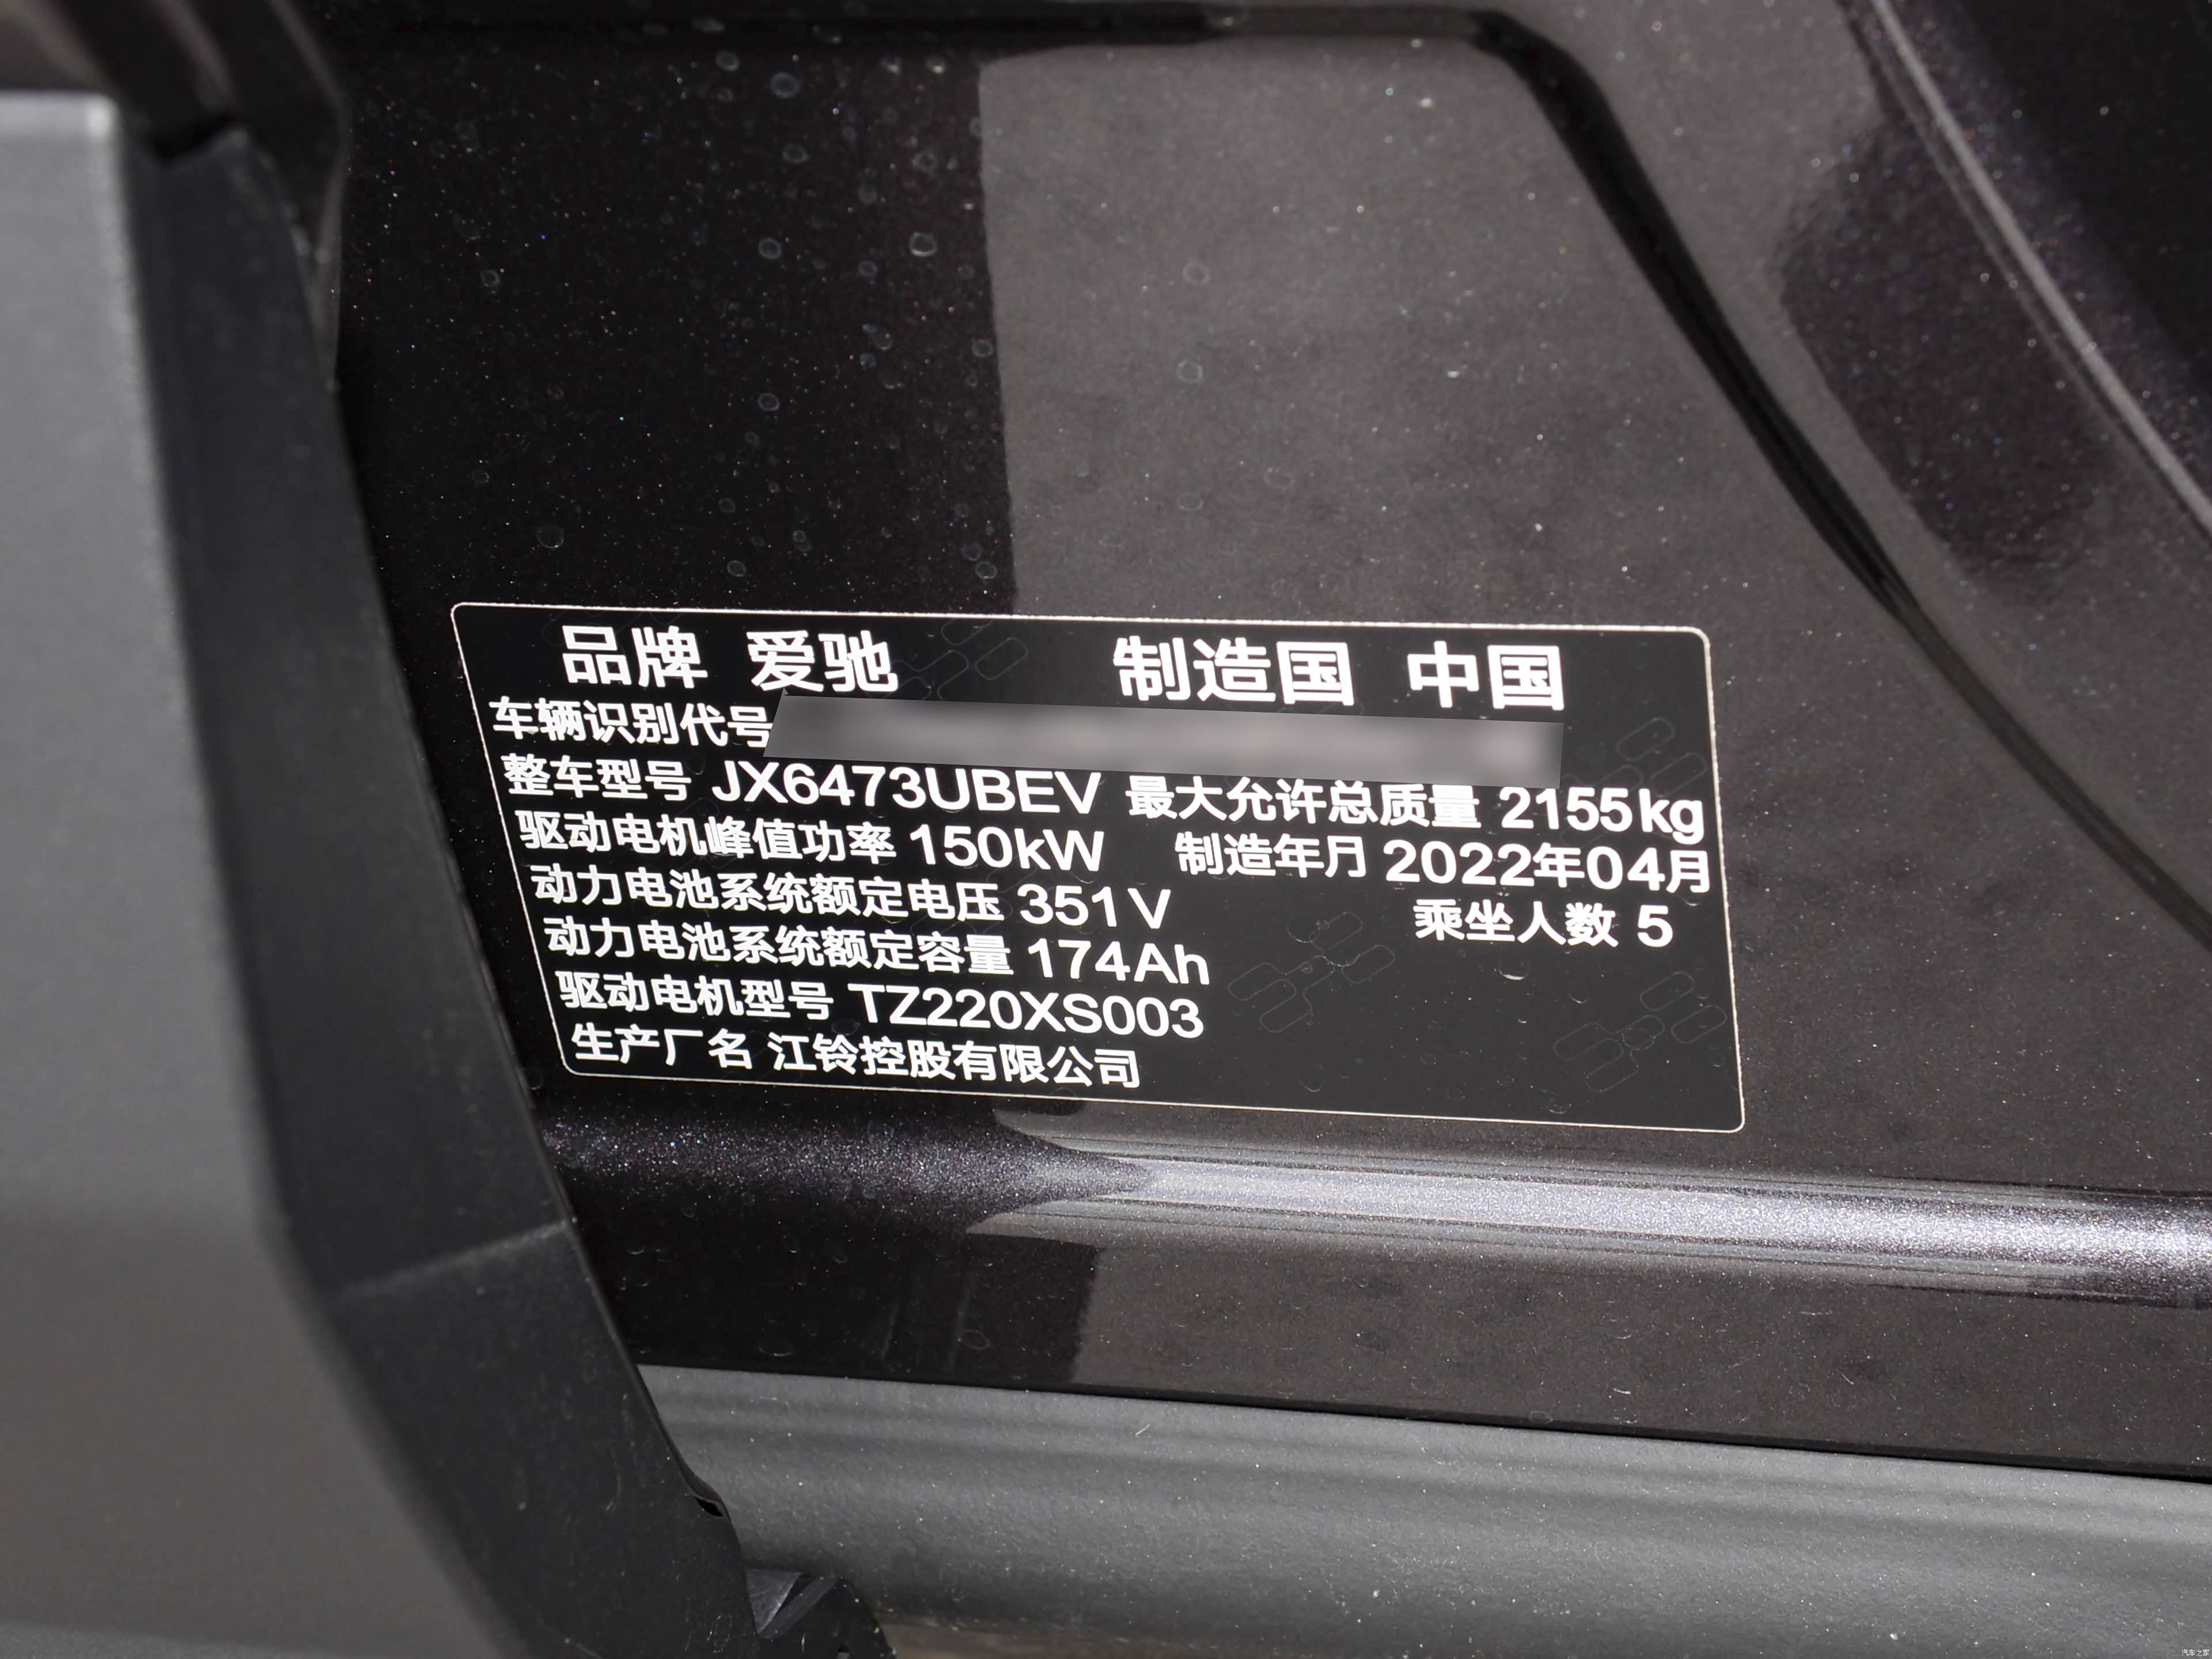 品牌 爱驰 制造国 中国
车辆识别代号
整车型号 JX6473UBEV 最大允许总质量 2155kg
驱动电机峰值功率 150kW 制造年月 2022年04月
动力电池系统额定电压 351V 乘坐人数 5
动力电池系统额定容量 174Ah
驱动电机型号 TZ220XS003
生产厂名 江铃控股有限公司
汽车之家